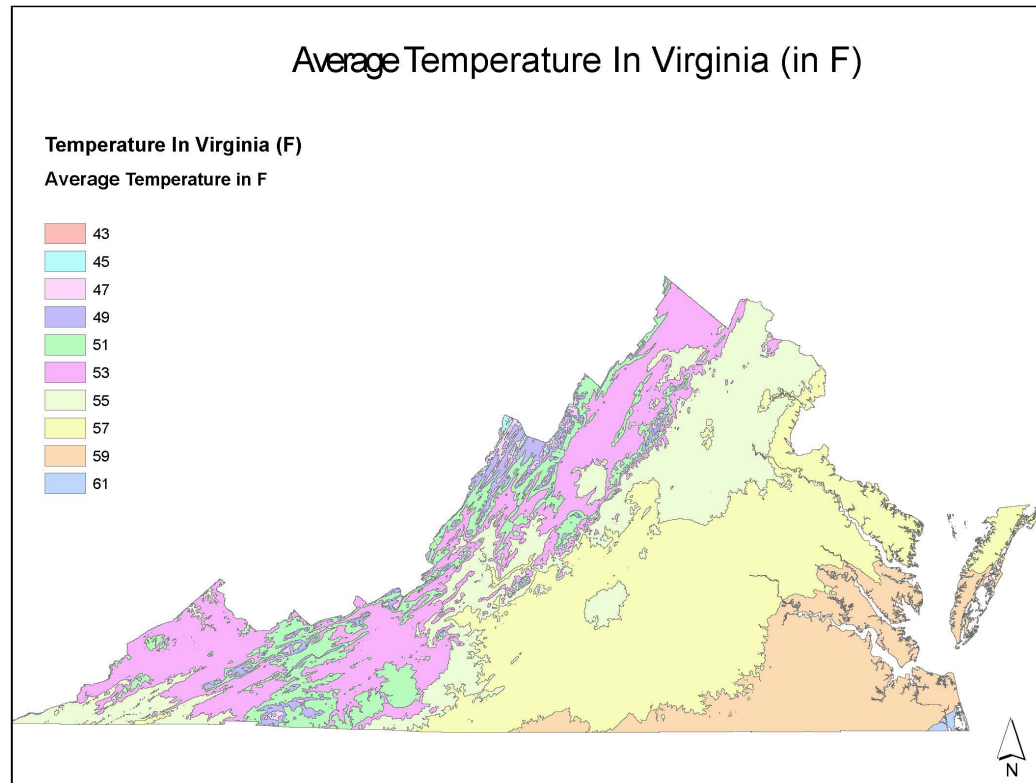 Average Temperature In Virginia (in F)
Temperature In Virginia (F)
Average Temperature in F
43
45
47
49
51
53
55
57
59
61
N